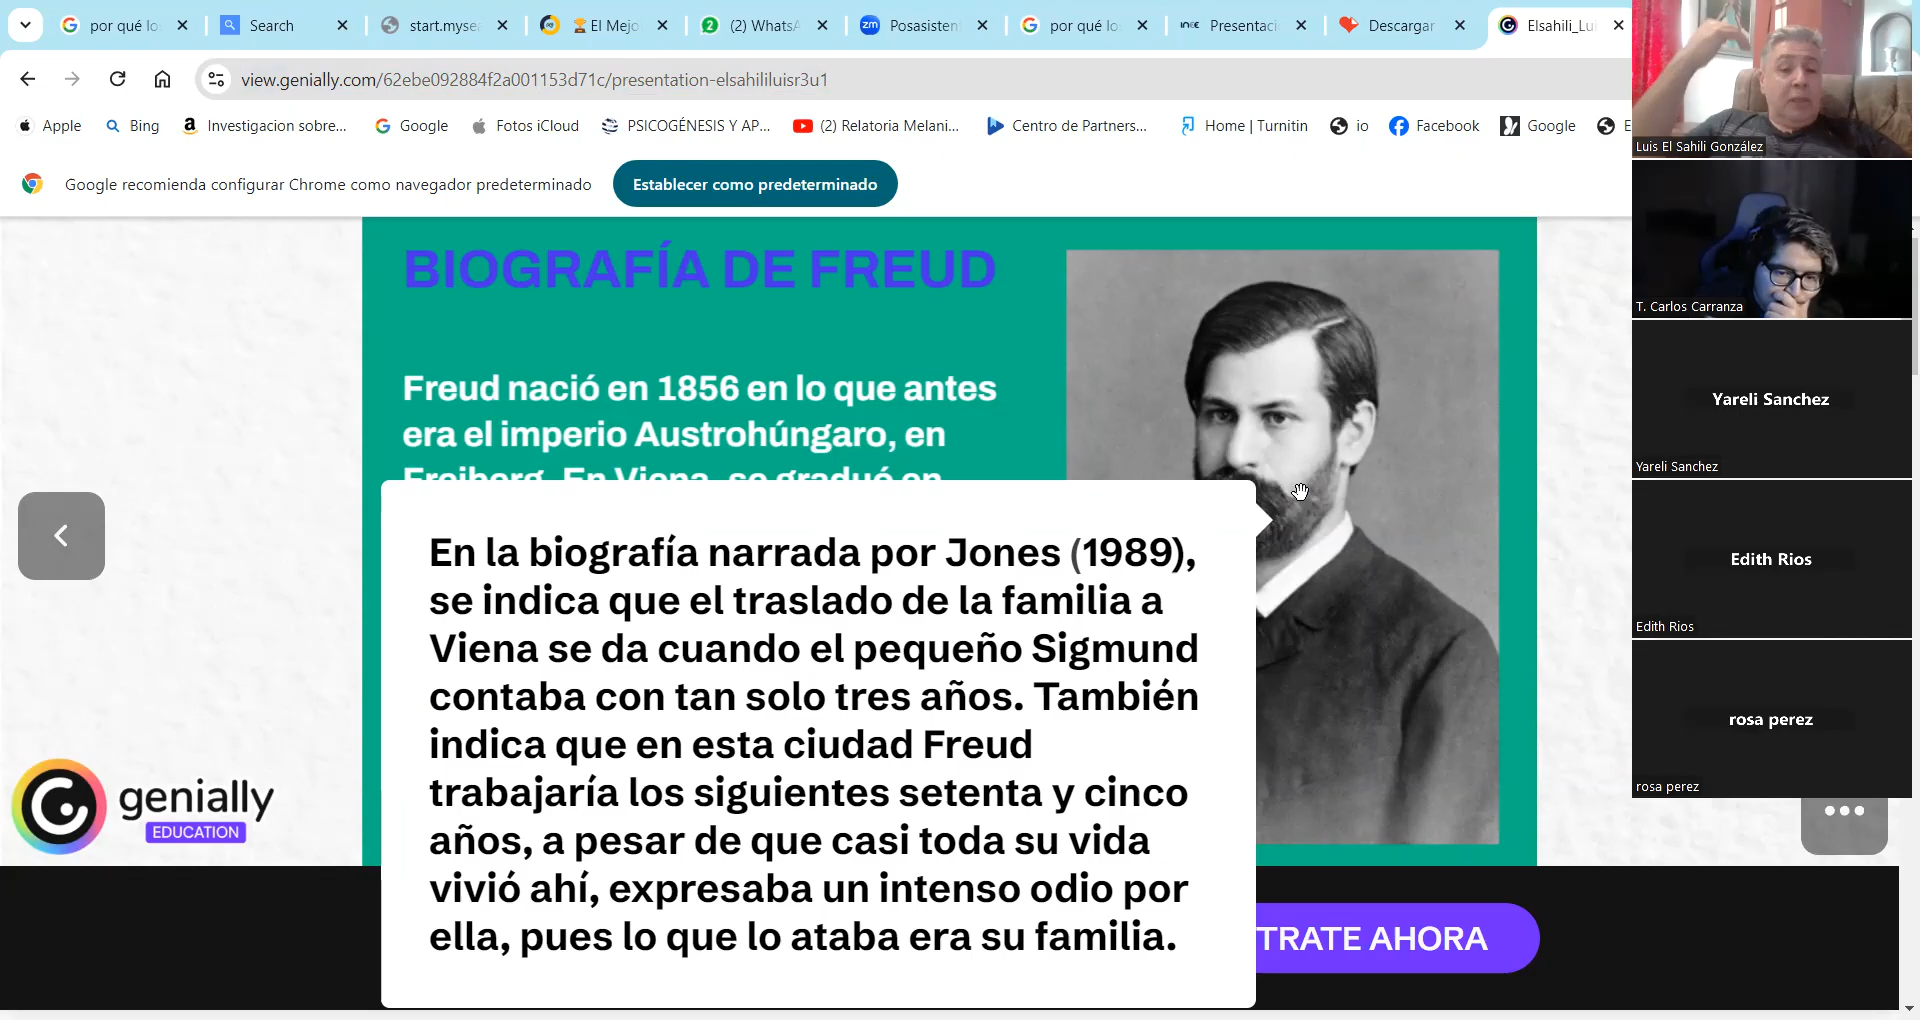 por qué lo
Search
start.mysea
El Mejo
(2) WhatsA
Posasisten
por qué lo
Presentaci
Descargar
Elsahili_Lui
view.genially.com/62ebe092884f2a001153d71c/presentation-elsahililuisr3u1
Apple
Bing
Investigacion sobre...
Google
Fotos iCloud
PSICOGÉNESIS Y AP...
(2) Relatoria Melani...
Centro de Partners...
Home | Turnitin
io
Facebook
Google
E
Google recomienda configurar Chrome como navegador predeterminado
Establecer como predeterminado
BIOGRAFÍA DE FREUD
Freud nació en 1856 en lo que antes
era el imperio Austrohúngaro, en
Freiberg. En Viena, se graduó en
En la biografía narrada por Jones (1989),
se indica que el traslado de la familia a
Viena se da cuando el pequeño Sigmund
contaba con tan solo tres años. También
indica que en esta ciudad Freud
trabajaría los siguientes setenta y cinco
años, a pesar de que casi toda su vida
vivió ahí, expresaba un intenso odio por
ella, pues lo que lo ataba era su familia.
genially
EDUCATION
TRATE AHORA
Luis El Sahili González
T. Carlos Carranza
Yareli Sanchez
Yareli Sanchez
Edith Rios
Edith Rios
rosa perez
rosa perez